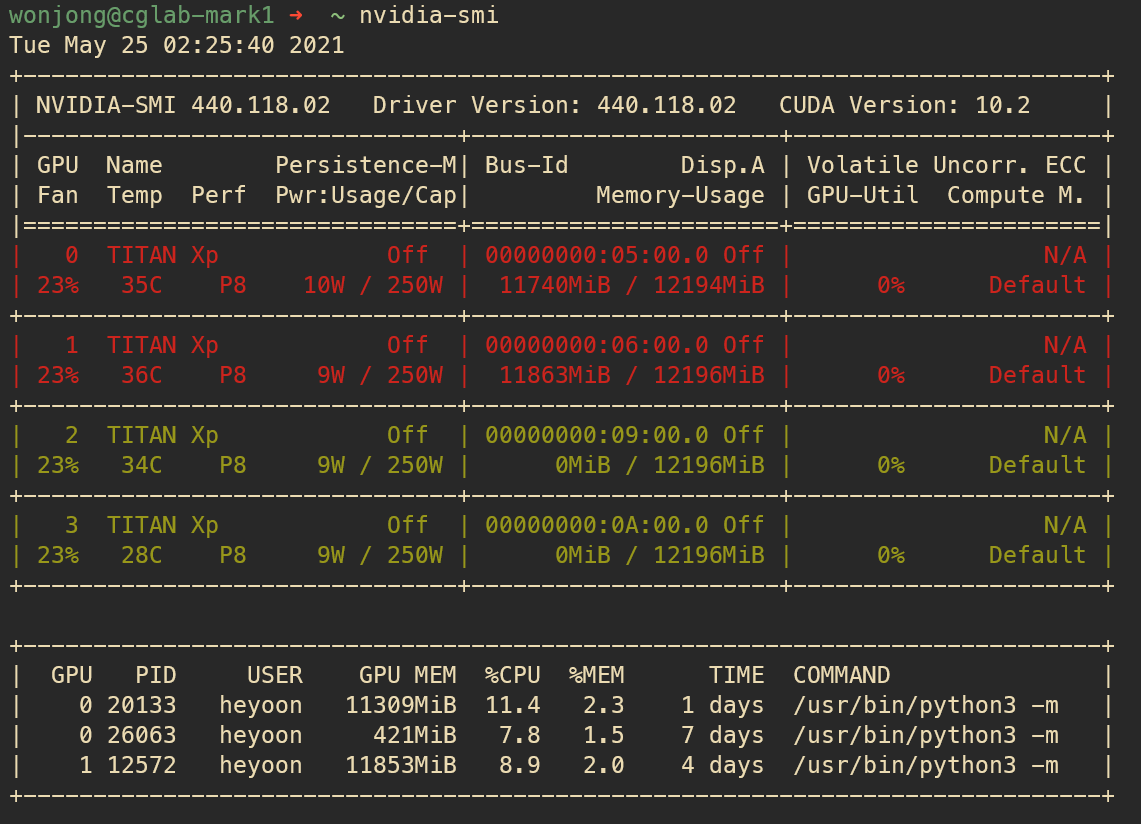 wonjong@cglab-mark1 ➜  ~ nvidia-smi
Tue May 25 02:25:40 2021
+-----------------------------------------------------------------------------+
| NVIDIA-SMI 440.118.02   Driver Version: 440.118.02   CUDA Version: 10.2     |
|-------------------------------+----------------------+----------------------+
| GPU  Name        Persistence-M| Bus-Id        Disp.A | Volatile Uncorr. ECC |
| Fan  Temp  Perf  Pwr:Usage/Cap|         Memory-Usage | GPU-Util  Compute M. |
|===============================+======================+======================|
|   0  TITAN Xp            Off  | 00000000:05:00.0 Off |                  N/A |
| 23%   35C    P8    10W / 250W |  11740MiB / 12194MiB |      0%      Default |
+-------------------------------+----------------------+----------------------+
|   1  TITAN Xp            Off  | 00000000:06:00.0 Off |                  N/A |
| 23%   36C    P8     9W / 250W |  11863MiB / 12196MiB |      0%      Default |
+-------------------------------+----------------------+----------------------+
|   2  TITAN Xp            Off  | 00000000:09:00.0 Off |                  N/A |
| 23%   34C    P8     9W / 250W |      0MiB / 12196MiB |      0%      Default |
+-------------------------------+----------------------+----------------------+
|   3  TITAN Xp            Off  | 00000000:0A:00.0 Off |                  N/A |
| 23%   28C    P8     9W / 250W |      0MiB / 12196MiB |      0%      Default |
+-------------------------------+----------------------+----------------------+

+-----------------------------------------------------------------------------+
|  GPU   PID     USER    GPU MEM  %CPU  %MEM      TIME  COMMAND               |
|    0 20133   heyoon   11309MiB  11.4   2.3    1 days  /usr/bin/python3 -m   |
|    0 26063   heyoon     421MiB   7.8   1.5    7 days  /usr/bin/python3 -m   |
|    1 12572   heyoon   11853MiB   8.9   2.0    4 days  /usr/bin/python3 -m   |
+-----------------------------------------------------------------------------+